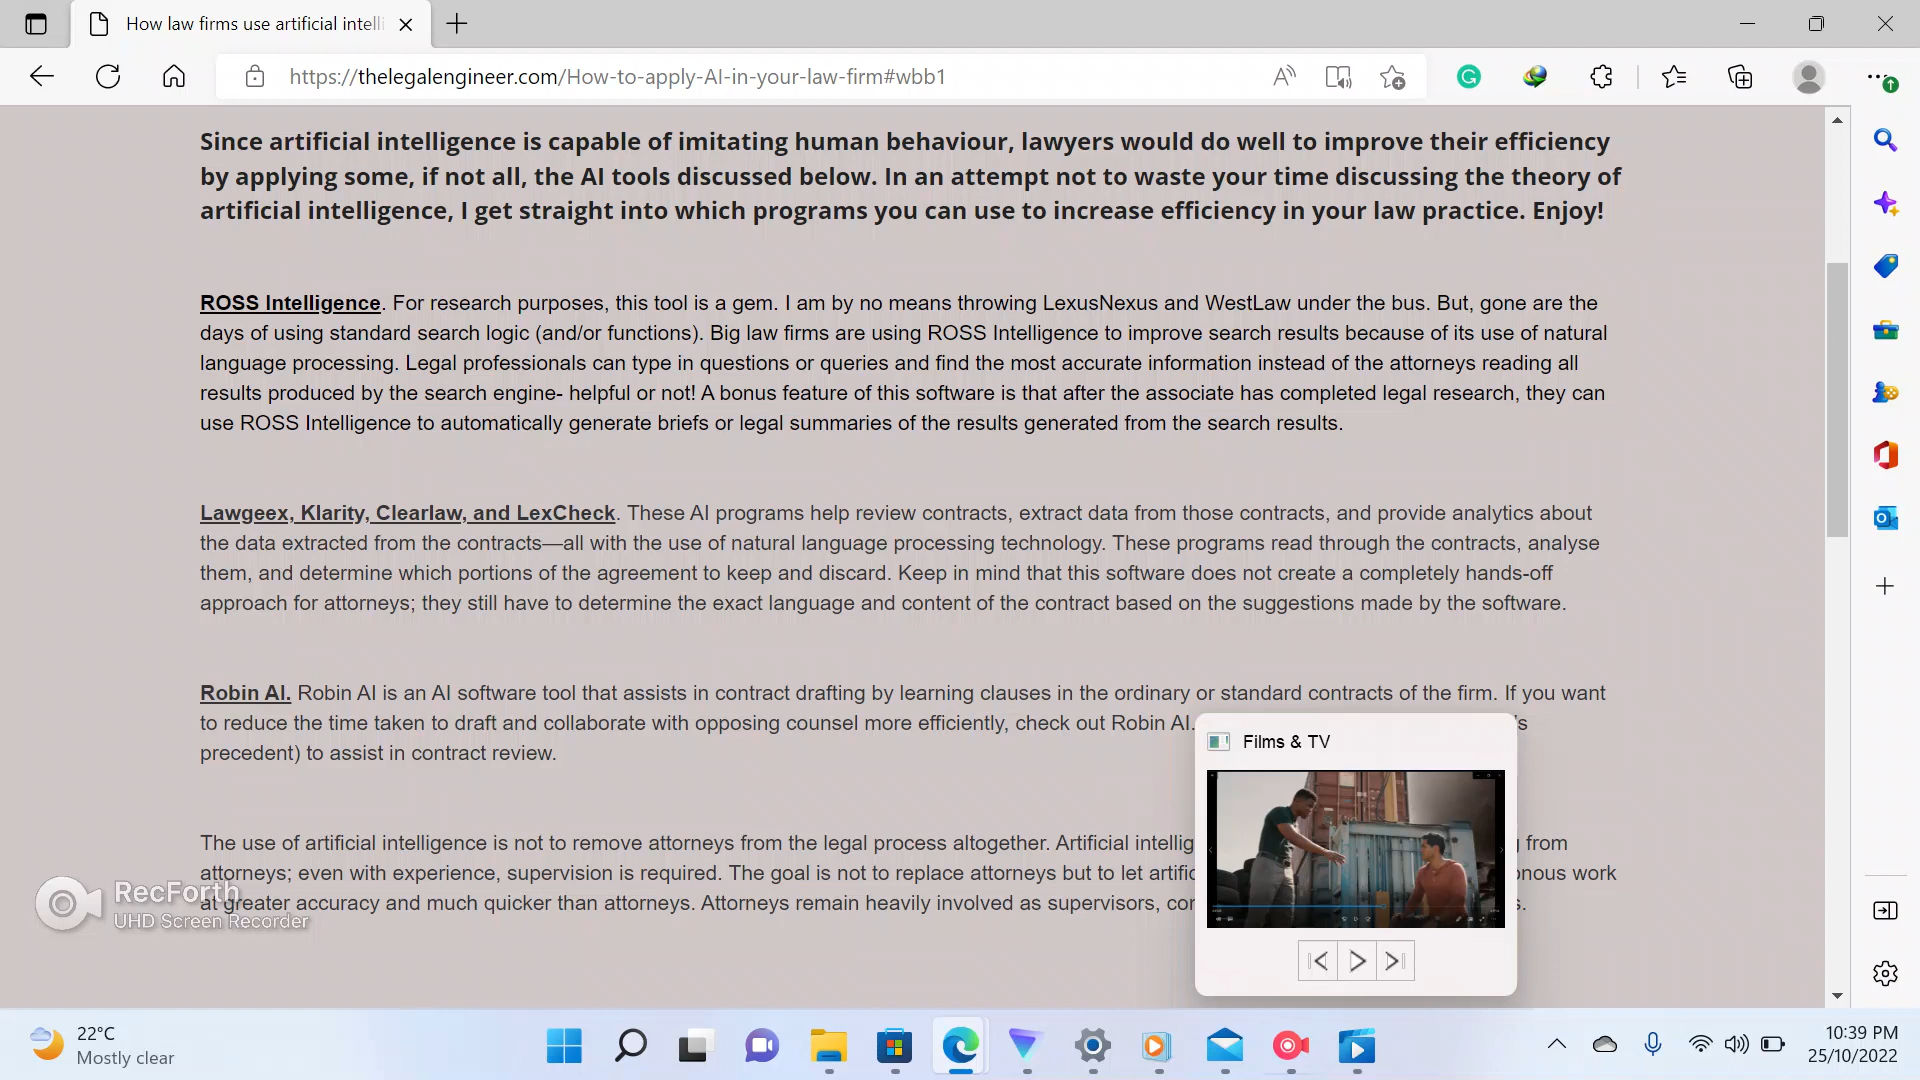 How law firms use artificial intelli
https://thelegalengineer.com/How-to-apply-AI-in-your-law-firm#wbb1
Since artificial intelligence is capable of imitating human behaviour, lawyers would do well to improve their efficiency
by applying some, if not all, the AI tools discussed below. In an attempt not to waste your time discussing the theory of
artificial intelligence, I get straight into which programs you can use to increase efficiency in your law practice. Enjoy!
ROSS Intelligence. For research purposes, this tool is a gem. I am by no means throwing LexusNexus and WestLaw under the bus. But, gone are the
days of using standard search logic (and/or functions). Big law firms are using ROSS Intelligence to improve search results because of its use of natural
language processing. Legal professionals can type in questions or queries and find the most accurate information instead of the attorneys reading all
results produced by the search engine- helpful or not! A bonus feature of this software is that after the associate has completed legal research, they can
use ROSS Intelligence to automatically generate briefs or legal summaries of the results generated from the search results.
Lawgeex, Klarity, Clearlaw, and LexCheck. These AI programs help review contracts, extract data from those contracts, and provide analytics about
the data extracted from the contracts—all with the use of natural language processing technology. These programs read through the contracts, analyse
them, and determine which portions of the agreement to keep and discard. Keep in mind that this software does not create a completely hands-off
approach for attorneys; they still have to determine the exact language and content of the contract based on the suggestions made by the software.
Robin AI. Robin AI is an AI software tool that assists in contract drafting by learning clauses in the ordinary or standard contracts of the firm. If you want
to reduce the time taken to draft and collaborate with opposing counsel more efficiently, check out Robin AI. 's
precedent) to assist in contract review.
Films & TV
The use of artificial intelligence is not to remove attorneys from the legal process altogether. Artificial intellig g from
attorneys; even with experience, supervision is required. The goal is not to replace attorneys but to let artific onous work
at greater accuracy and much quicker than attorneys. Attorneys remain heavily involved as supervisors, cor s.
RecForth
UHD Screen Recorder
22°C
Mostly clear
10:39 PM
25/10/2022